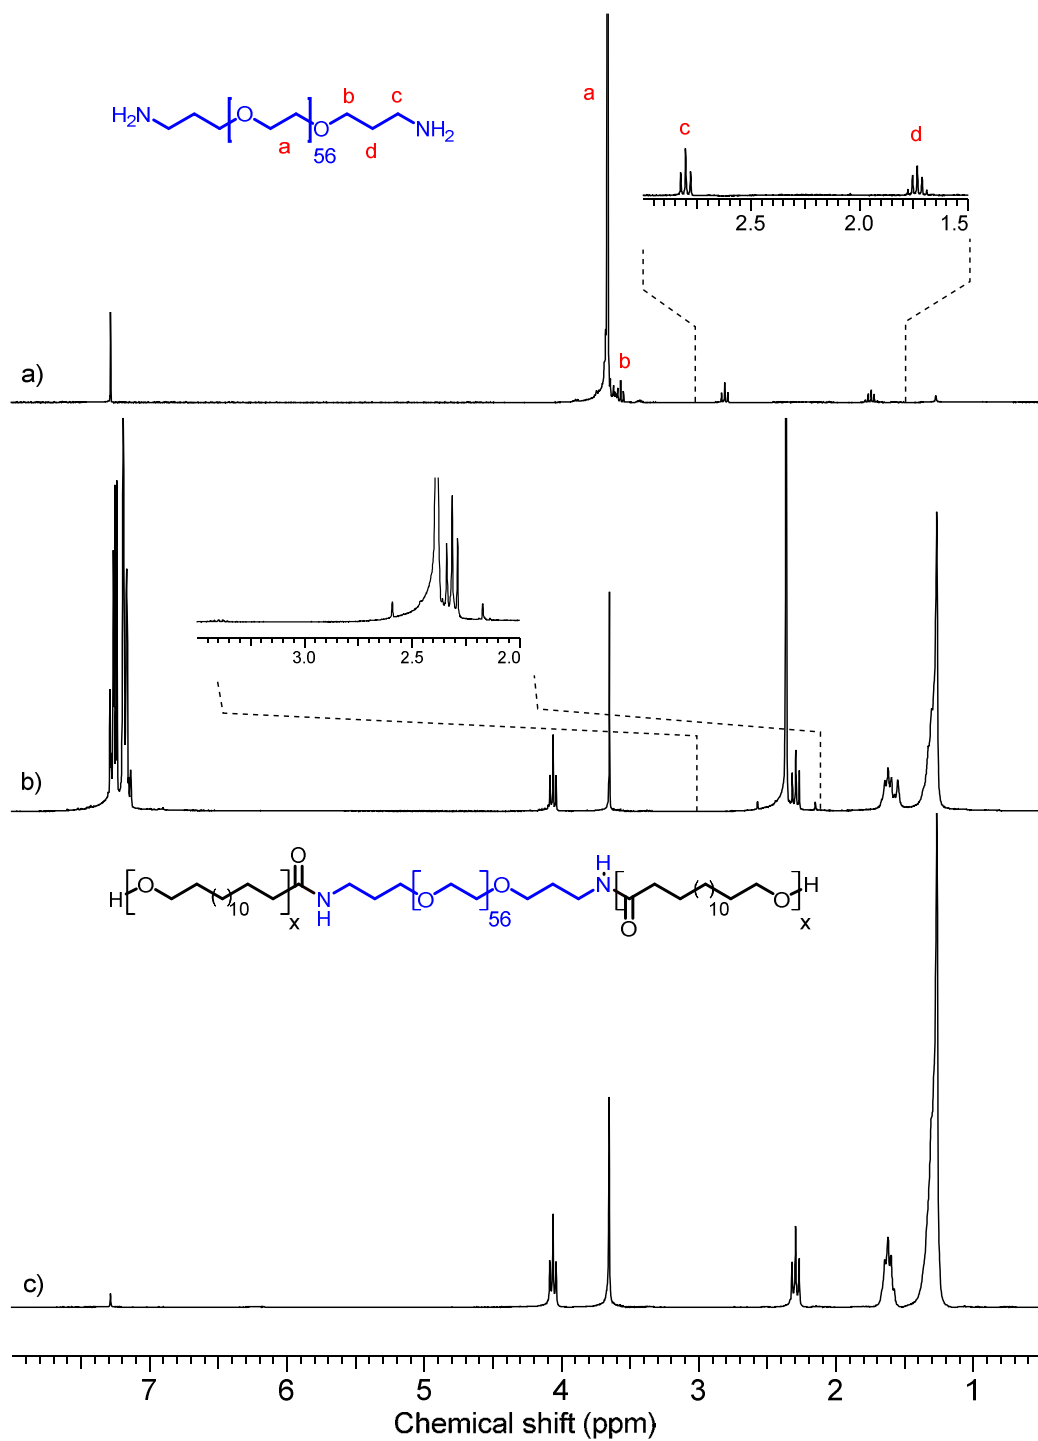 H₂N
O
a
56
O
b
d
c
NH₂
a
b
c
d
2.5 2.0 1.5
a)
3.0 2.5 2.0
b)
H
O
10
x
O
N
H
O
56
O
H
N
O
10
O
x
H
c)
7 6 5 4 3 2 1
Chemical shift (ppm)